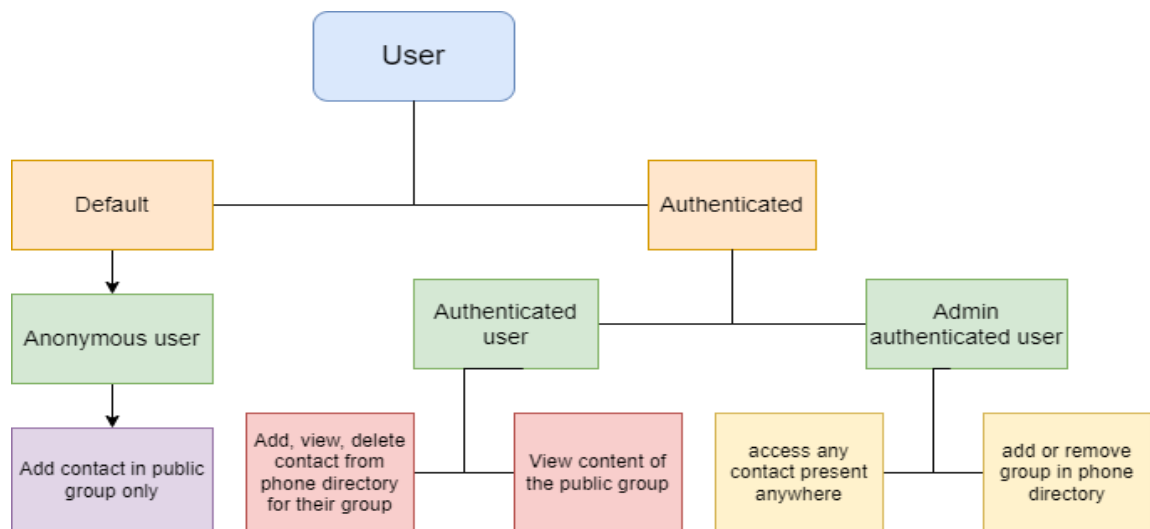 User
Default
Authenticated
Authenticated
user
Admin
authenticated user
Anonymous user
Add contact in public
group only
Add, view, delete
contact from
phone directory
for their group
View content of
the public group
access any
contact present
anywhere
add or remove
group in phone
directory